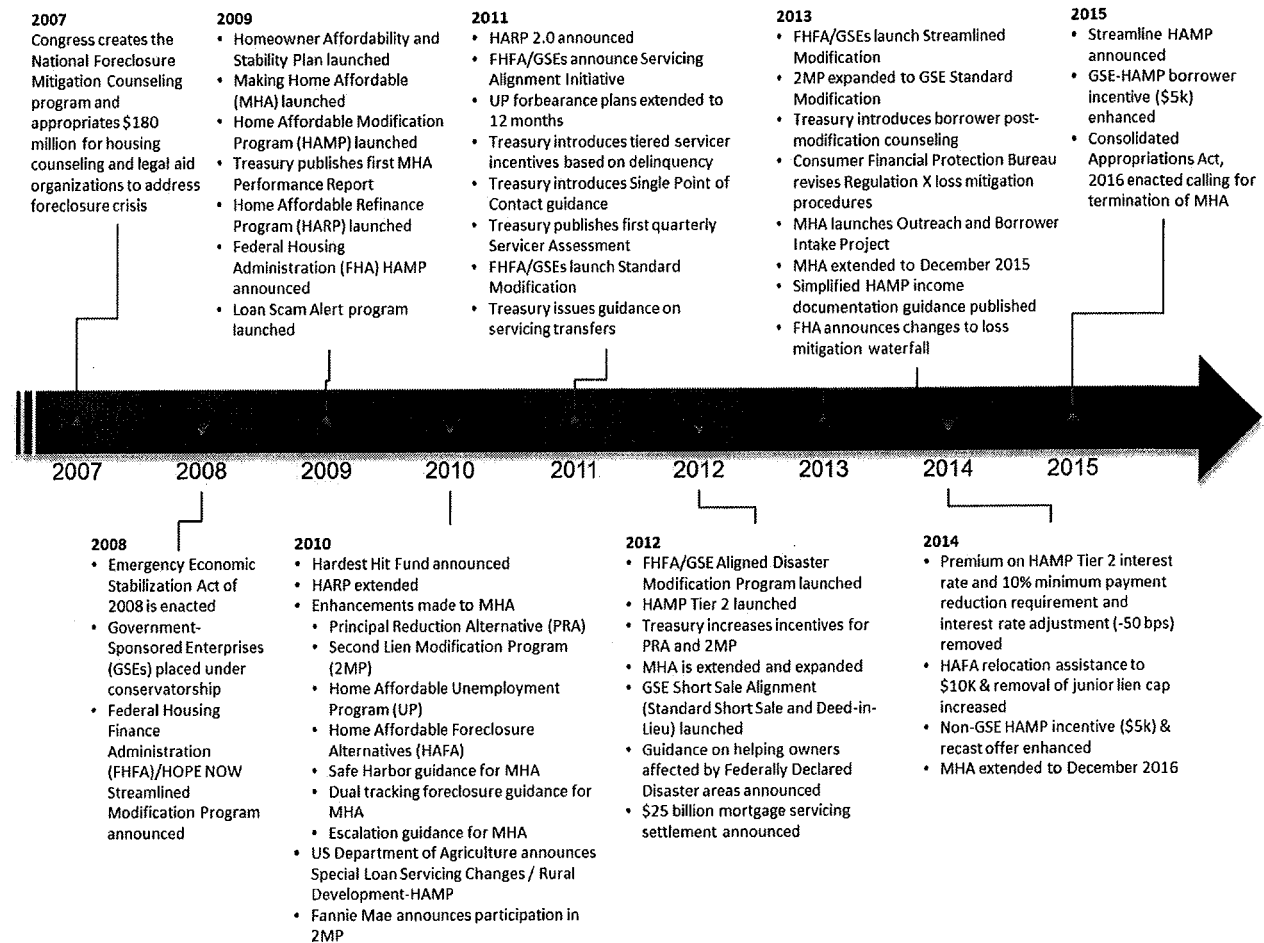 2007
Congress creates the
National Foreclosure
Mitigation Counseling
program and
appropriates $180
million for housing
counseling and legal aid
organizations to address
foreclosure crisis
2009
• Homeowner Affordability and
Stability Plan launched
• Making Home Affordable
(MHA) launched
• Home Affordable Modification
Program (HAMP) launched
• Treasury publishes first MHA
Performance Report
• Home Affordable Refinance
Program (HARP) launched
• Federal Housing
Administration (FHA) HAMP
announced
• Loan Scam Alert program
launched
2011
• HARP 2.0 announced
• FHFA/GSEs announce Servicing
Alignment Initiative
• UP forbearance plans extended to
12 months
• Treasury introduces tiered servicer
incentives based on delinquency
• Treasury introduces Single Point of
Contact guidance
• Treasury publishes first quarterly
Servicer Assessment
• FHFA/GSEs launch Standard
Modification
• Treasury issues guidance on
servicing transfers
2013
• FHFA/GSEs launch Streamlined
Modification
• 2MP expanded to GSE Standard
Modification
• Treasury introduces borrower post-
modification counseling
• Consumer Financial Protection Bureau
revises Regulation X loss mitigation
procedures
• MHA launches Outreach and Borrower
Intake Project
• MHA extended to December 2015
• Simplified HAMP income
documentation guidance published
• FHA announces changes to loss
mitigation waterfall
2015
• Streamline HAMP
announced
• GSE-HAMP borrower
incentive ($5k)
enhanced
• Consolidated
Appropriations Act,
2016 enacted calling for
termination of MHA
2007 2008 2009 2010 2011 2012 2013 2014 2015
2008
• Emergency Economic
Stabilization Act of
2008 is enacted
• Government-
Sponsored Enterprises
(GSEs) placed under
conservatorship
• Federal Housing
Finance
Administration
(FHFA)/HOPE NOW
Streamlined
Modification Program
announced
2010
• Hardest Hit Fund announced
• HARP extended
• Enhancements made to MHA
• Principal Reduction Alternative (PRA)
• Second Lien Modification Program
(2MP)
• Home Affordable Unemployment
Program (UP)
• Home Affordable Foreclosure
Alternatives (HAFA)
• Safe Harbor guidance for MHA
• Dual tracking foreclosure guidance for
MHA
• Escalation guidance for MHA
• US Department of Agriculture announces
Special Loan Servicing Changes / Rural
Development-HAMP
• Fannie Mae announces participation in
2MP
2012
• FHFA/GSE Aligned Disaster
Modification Program launched
• HAMP Tier 2 launched
• Treasury increases incentives for
PRA and 2MP
• MHA is extended and expanded
• GSE Short Sale Alignment
(Standard Short Sale and Deed-in-
Lieu) launched
• Guidance on helping owners
affected by Federally Declared
Disaster areas announced
• $25 billion mortgage servicing
settlement announced
2014
• Premium on HAMP Tier 2 interest
rate and 10% minimum payment
reduction requirement and
interest rate adjustment (-50 bps)
removed
• HAFA relocation assistance to
$10K & removal of junior lien cap
increased
• Non-GSE HAMP incentive ($5k) &
recast offer enhanced
• MHA extended to December 2016